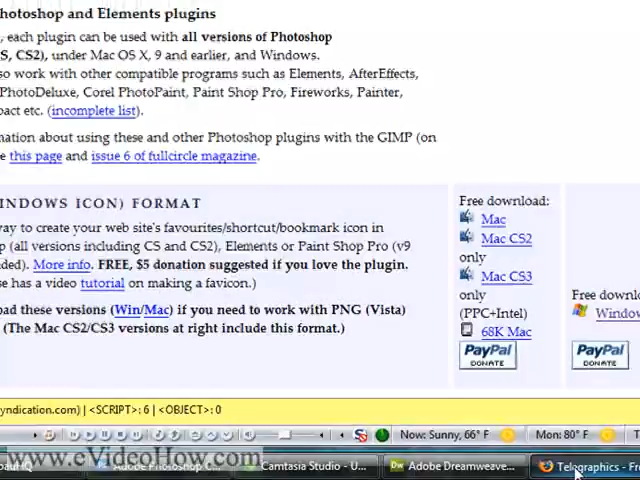 hotoshop and Elements plugins
, each plugin can be used with all versions of Photoshop
S, CS2), under Mac OS X, 9 and earlier, and Windows.
so work with other compatible programs such as Elements, AfterEffects,
PhotoDeluxe, Corel PhotoPaint, Paint Shop Pro, Fireworks, Painter,
pact etc. (incomplete list).
mation about using these and other Photoshop plugins with the GIMP (on
e this page and issue 6 of fullcircle magazine.
INDOWS ICON) FORMAT
way to create your web site's favourites/shortcut/bookmark icon in
p (all versions including CS and CS2), Elements or Paint Shop Pro (v9
ded). More info. FREE, $5 donation suggested if you love the plugin.
se has a video tutorial on making a favicon.)
oad these versions (Win/Mac) if you need to work with PNG (Vista)
(The Mac CS2/CS3 versions at right include this format.)
Free download:
Mac
Mac CS2
only
Mac CS3
only
(PPC+Intel)
68K Mac
PayPal
DONATE
Free downlo
Window
PayPal
DONATE
yndication.com) | <SCRIPT>: 6 | <OBJECT>: 0
Now: Sunny, 66° F
Mon: 80° F
T
www.eVideoHow.com
Adobe Photoshop C...
Camtasia Studio - U...
Dw Adobe Dreamweave...
Telegraphics - Fir